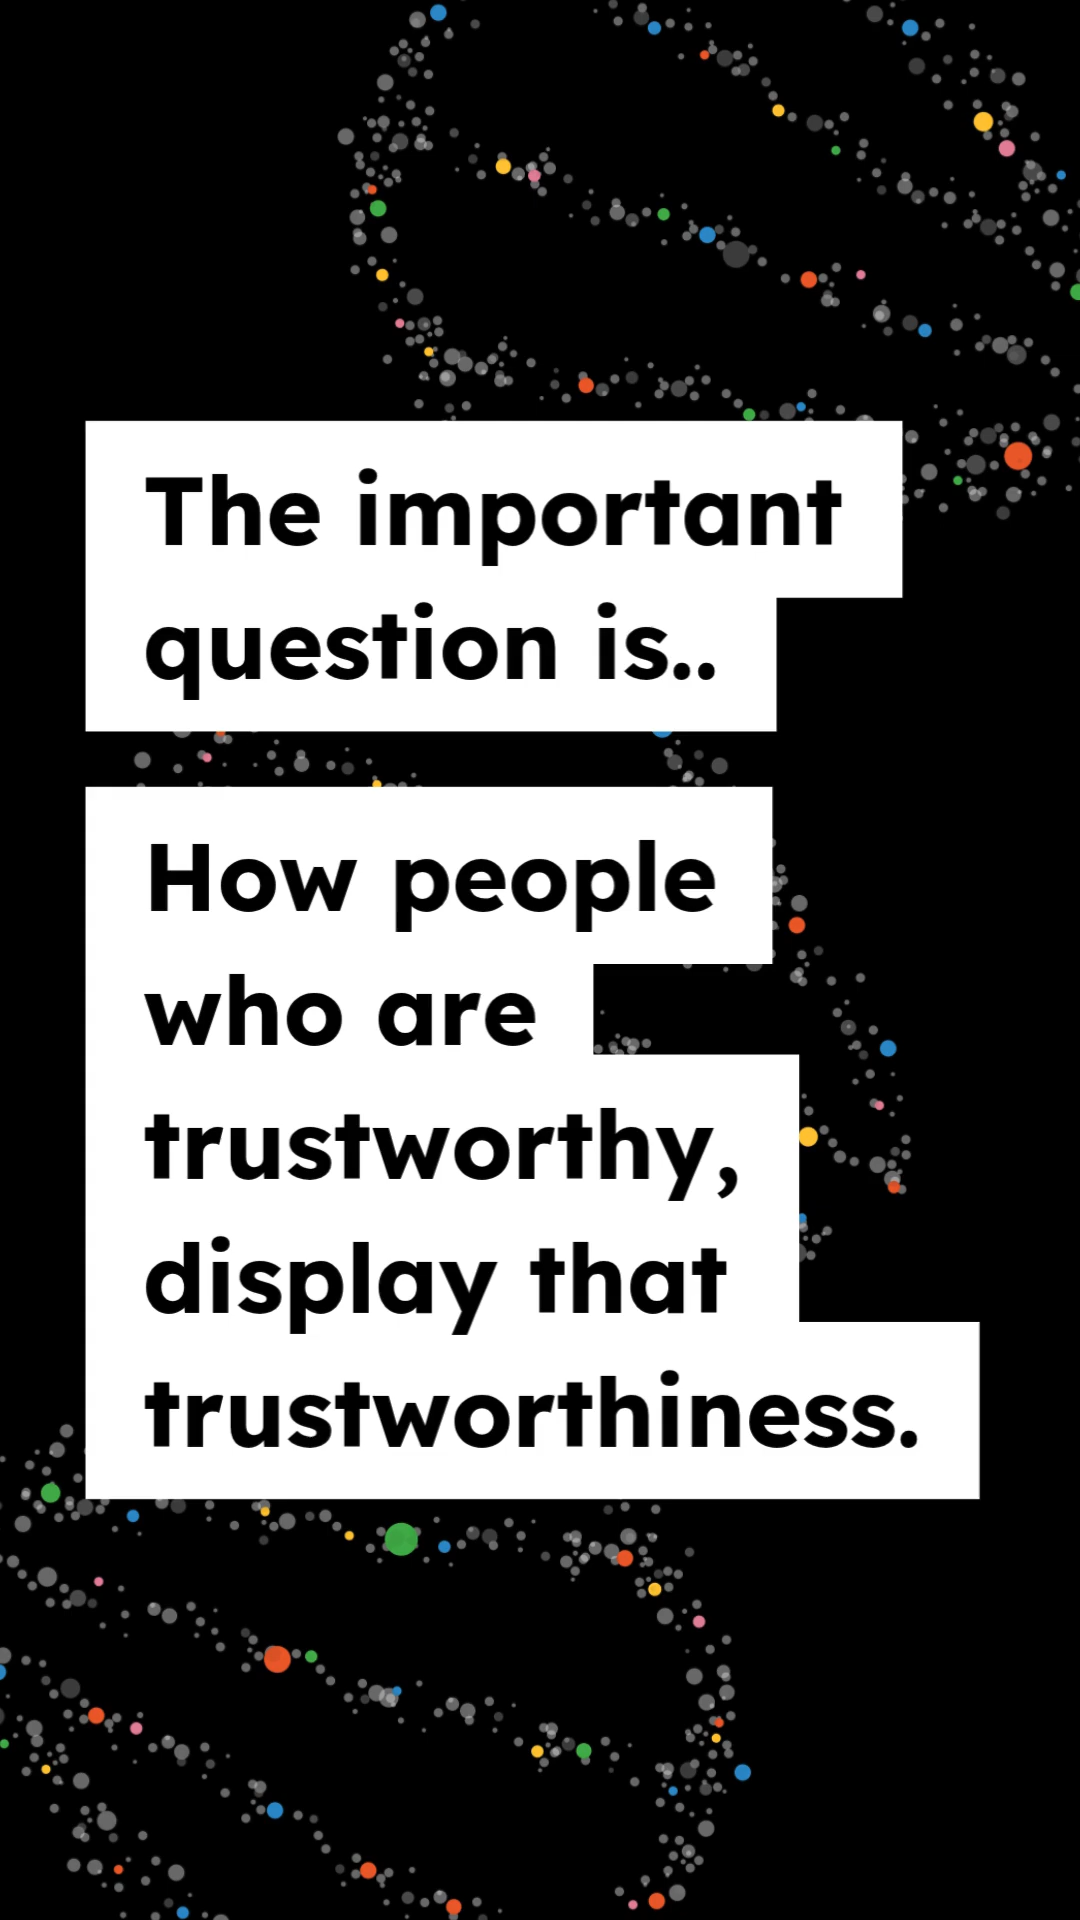 The important
question is..
How people
who are
trustworthy,
display that
trustworthiness.